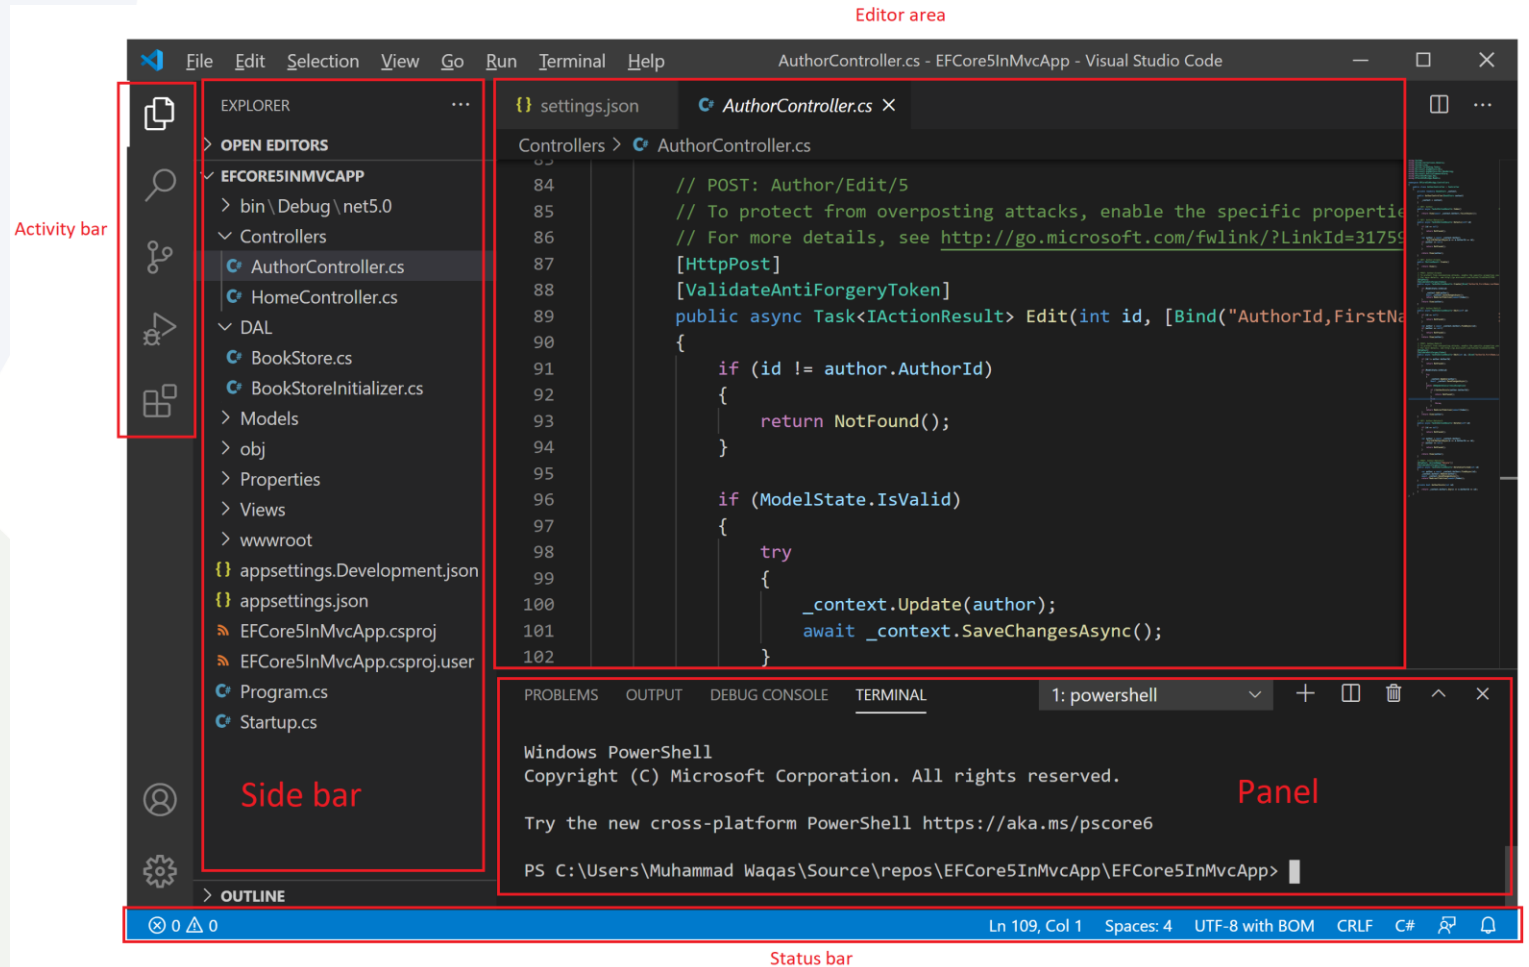 Editor area
File Edit Selection View Go Run Terminal Help
AuthorController.cs - EFCore5InMvcApp - Visual Studio Code
Activity bar
EXPLORER
OPEN EDITORS
EFCORE5INMVCAPP
bin\Debug\net5.0
Controllers
AuthorController.cs
HomeController.cs
DAL
BookStore.cs
BookStoreInitializer.cs
Models
obj
Properties
Views
wwwroot
{} appsettings.Development.json
{} appsettings.json
EFCore5InMvcApp.csproj
EFCore5InMvcApp.csproj.user
Program.cs
Startup.cs
Side bar
OUTLINE
{} settings.json
AuthorController.cs
Controllers > AuthorController.cs
84 // POST: Author/Edit/5
85 // To protect from overposting attacks, enable the specific propertie
86 // For more details, see http://go.microsoft.com/fwlink/?LinkId=31759
87 [HttpPost]
88 [ValidateAntiForgeryToken]
89 public async Task<IActionResult> Edit(int id, [Bind("AuthorId,FirstNa
90 {
91 if (id != author.AuthorId)
92 {
93 return NotFound();
94 }
95
96 if (ModelState.IsValid)
97 {
98 try
99 {
100 _context.Update(author);
101 await _context.SaveChangesAsync();
102 }
PROBLEMS OUTPUT DEBUG CONSOLE TERMINAL 1: powershell
Windows PowerShell
Copyright (C) Microsoft Corporation. All rights reserved.
Panel
Try the new cross-platform PowerShell https://aka.ms/pscore6
PS C:\Users\Muhammad Waqas\Source\repos\EFCore5InMvcApp\EFCore5InMvcApp>
0 0 Ln 109, Col 1 Spaces: 4 UTF-8 with BOM CRLF C#
Status bar